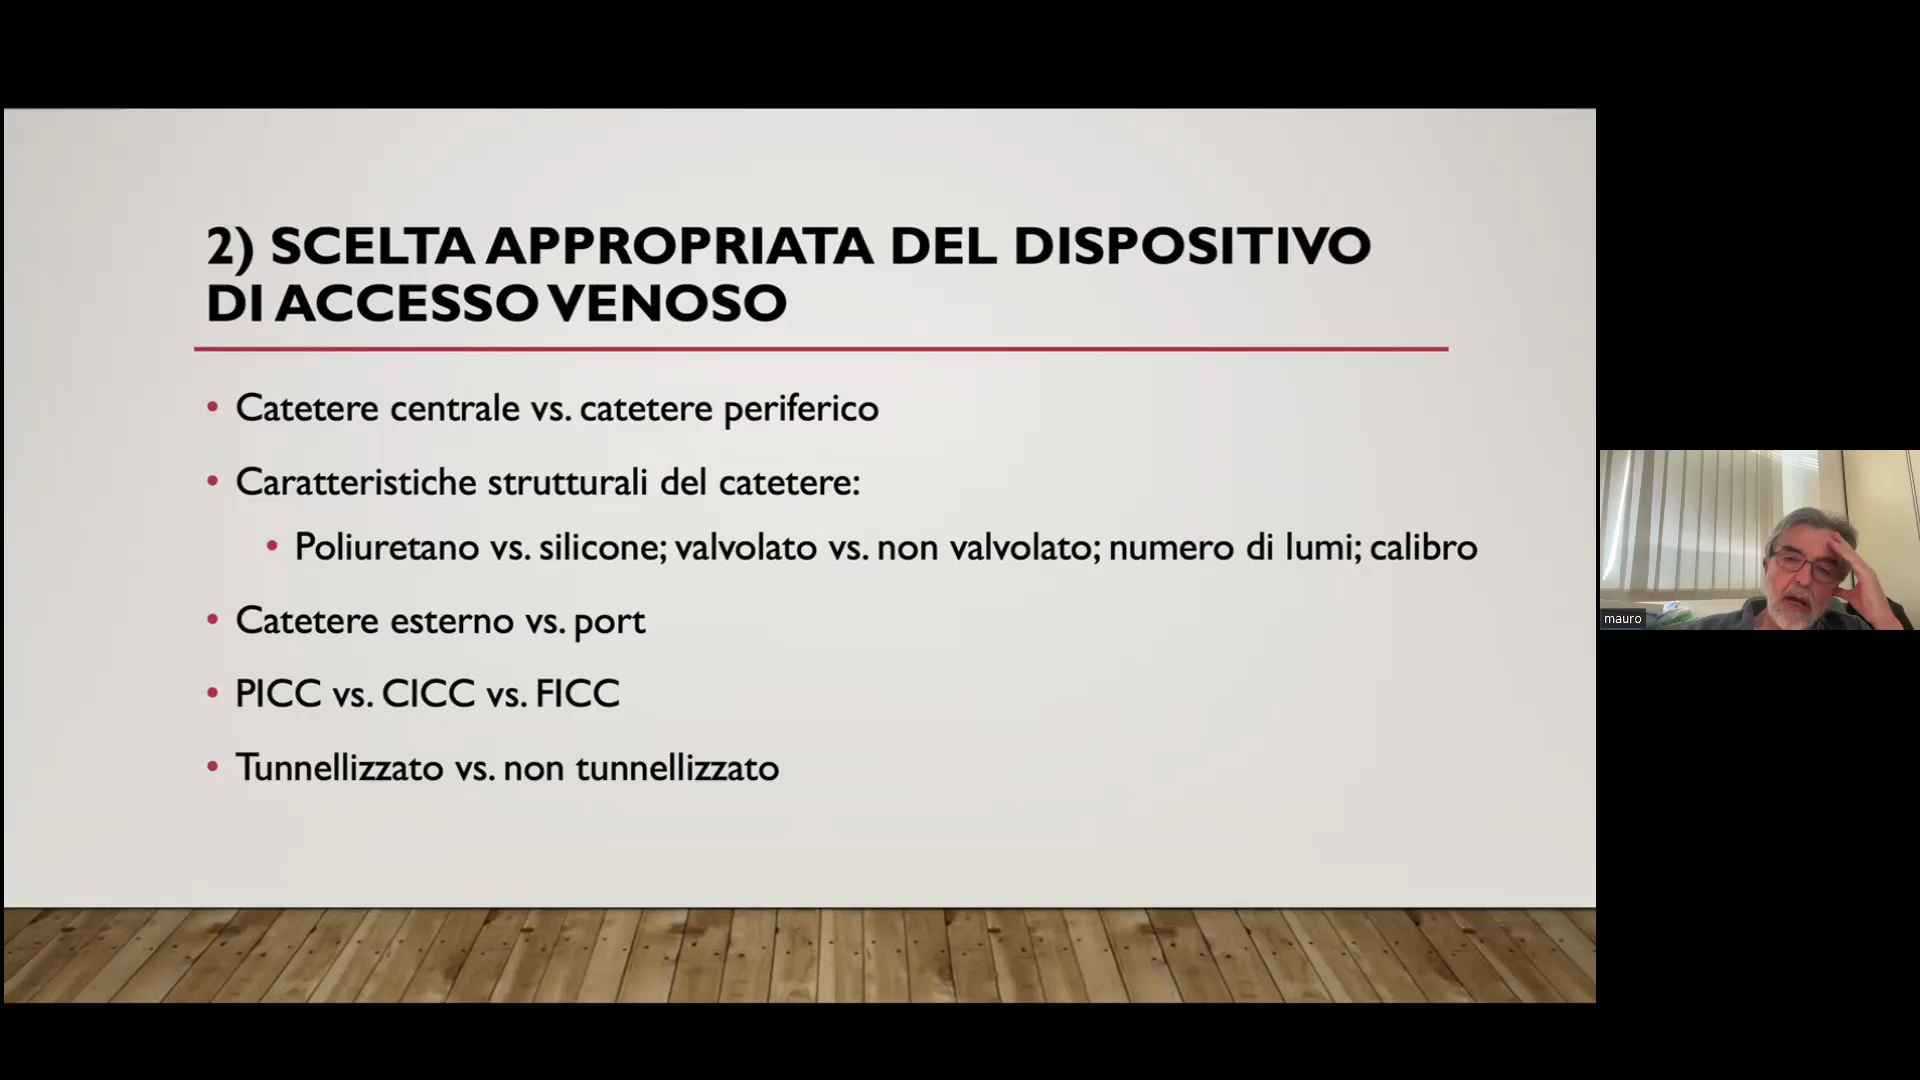 2) SCELTA APPROPRIATA DEL DISPOSITIVO
DI ACCESSO VENOSO
• Catetere centrale vs. catetere periferico
• Caratteristiche strutturali del catetere:
• Poliuretano vs. silicone; valvolato vs. non valvolato; numero di lumi; calibro
• Catetere esterno vs. port
• PICC vs. CICC vs. FICC
• Tunnellizzato vs. non tunnellizzato
mauro